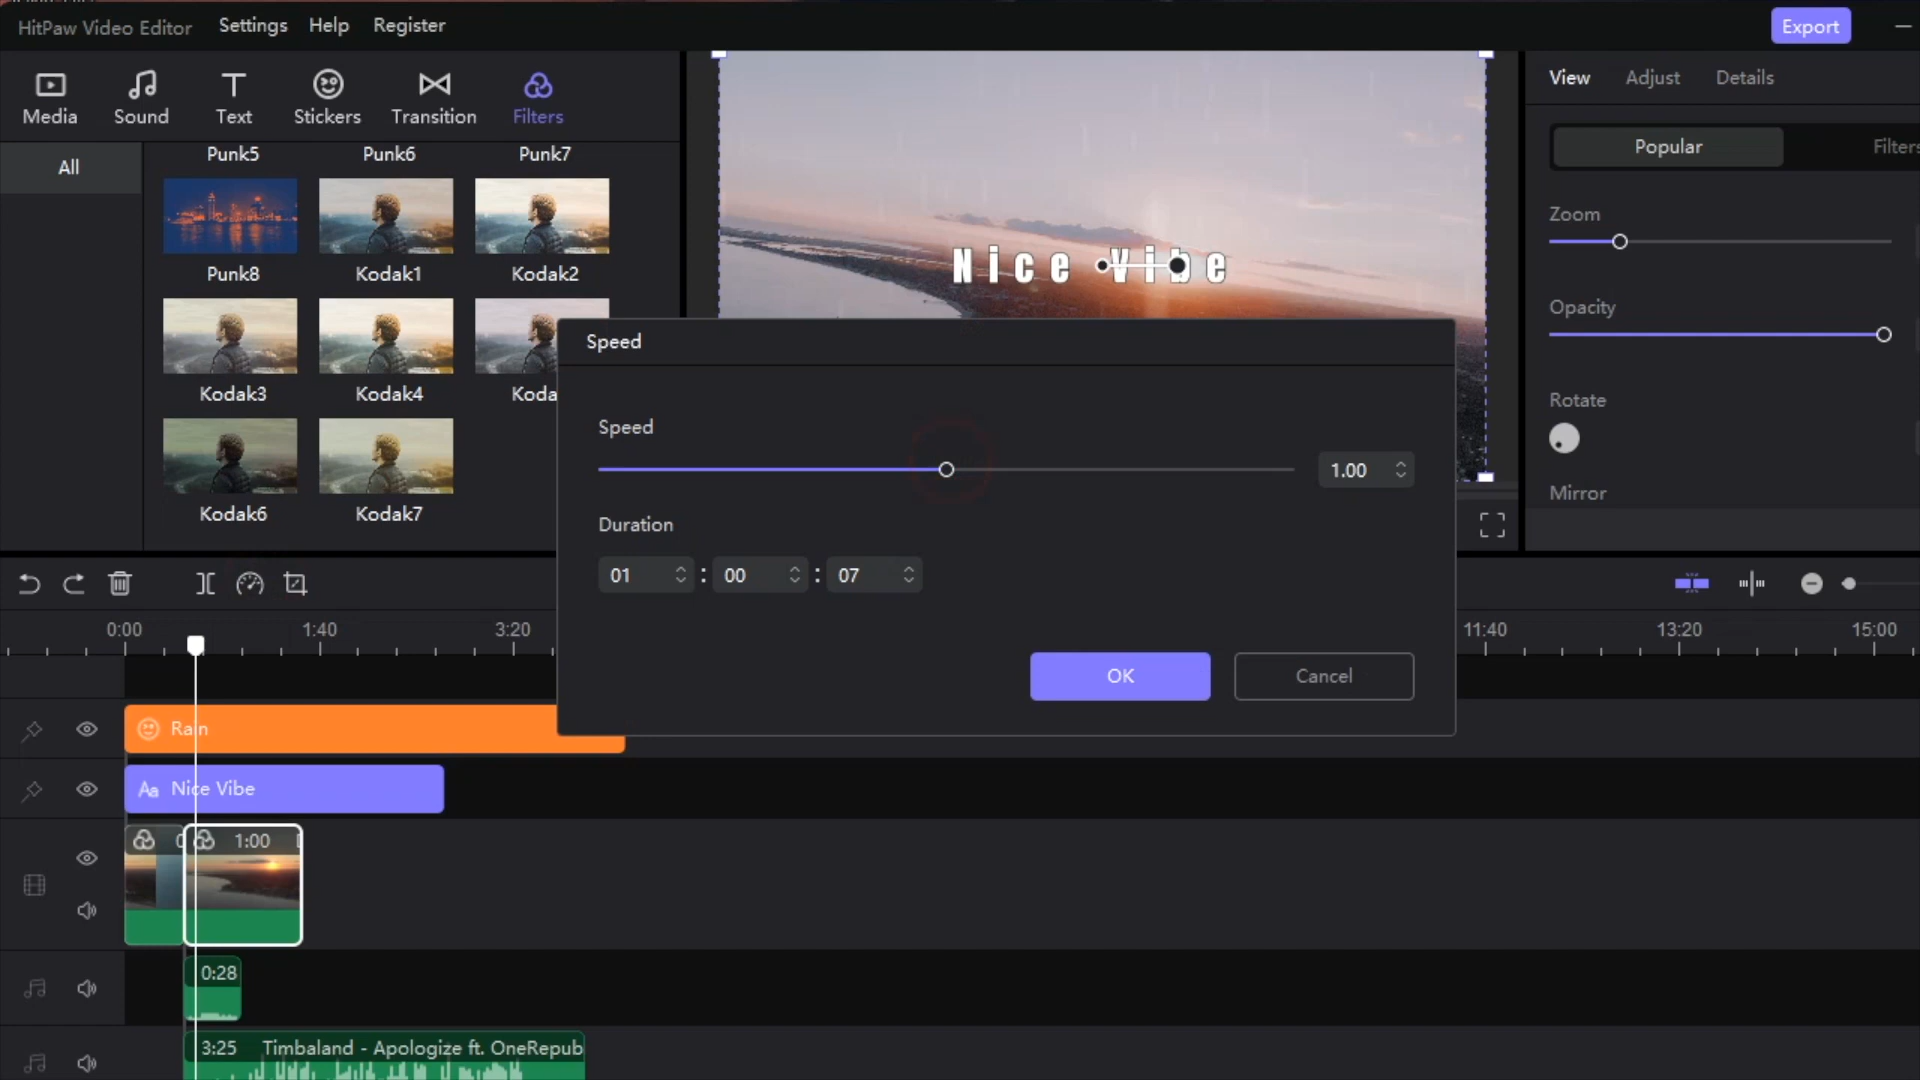 HitPaw Video Editor Settings Help Register Export
Media Sound Text Stickers Transition Filters
View Adjust Details
All
Punk5 Punk6 Punk7
Popular Filters
Punk8 Kodak1 Kodak2
Zoom
Nice Vibe
Opacity
Kodak3 Kodak4 Koda
Rotate
Kodak6 Kodak7
Mirror
Speed
Speed
1.00
Duration
01 : 00 : 07
OK Cancel
0:00 1:40 3:20 11:40 13:20 15:00
Rain
Aa Nice Vibe
1:00
0:28
3:25 Timbaland - Apologize ft. OneRepub